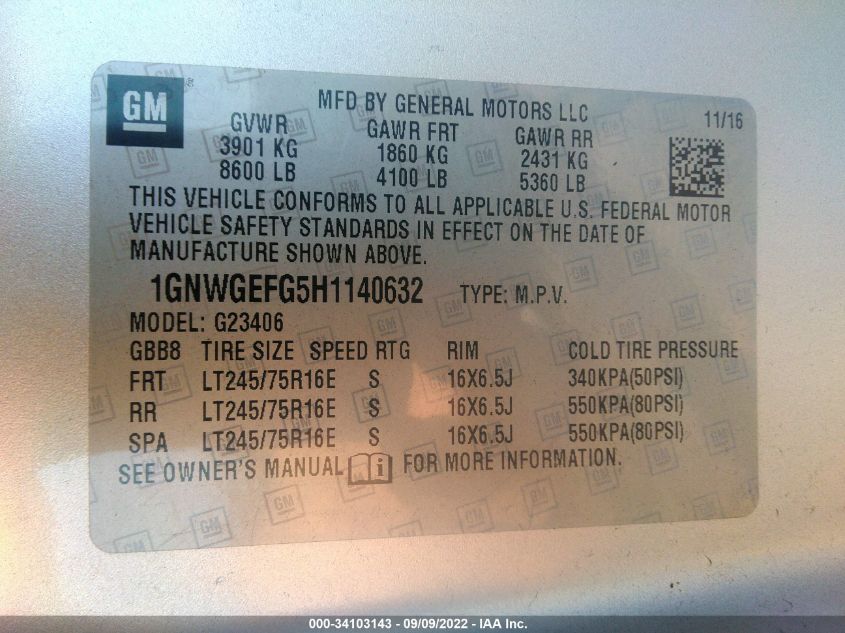 GM
MFD BY GENERAL MOTORS LLC
11/16
GVWR GAWR FRT GAWR RR
3901 KG 1860 KG 2431 KG
8600 LB 4100 LB 5360 LB
THIS VEHICLE CONFORMS TO ALL APPLICABLE U.S. FEDERAL MOTOR
VEHICLE SAFETY STANDARDS IN EFFECT ON THE DATE OF
MANUFACTURE SHOWN ABOVE.
1GNWGEFG5H1140632 TYPE: M.P.V.
MODEL: G23406
GBB8 TIRE SIZE SPEED RTG RIM COLD TIRE PRESSURE
FRT LT245/75R16E S 16X6.5J 340KPA(50PSI)
RR LT245/75R16E S 16X6.5J 550KPA(80PSI)
SPA LT245/75R16E S 16X6.5J 550KPA(80PSI)
SEE OWNER'S MANUAL FOR MORE INFORMATION.
000-34103143 - 09/09/2022 - IAA Inc.